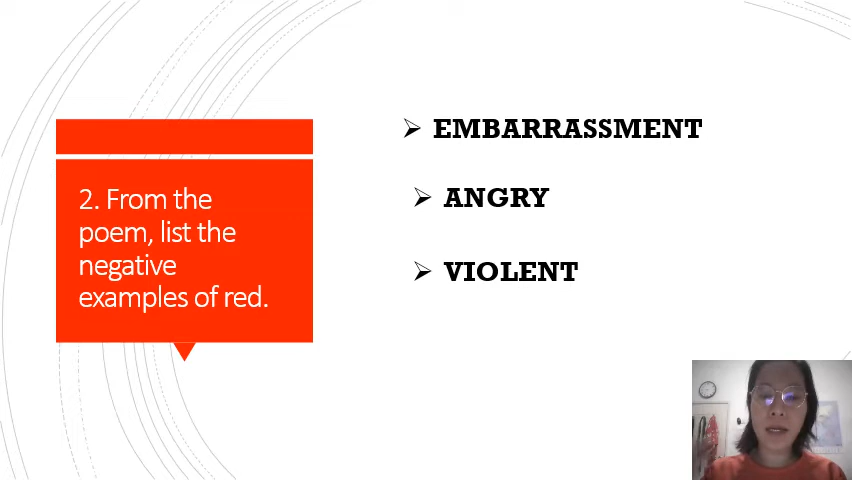 2. From the
poem, list the
negative
examples of red.
EMBARRASSMENT
ANGRY
VIOLENT